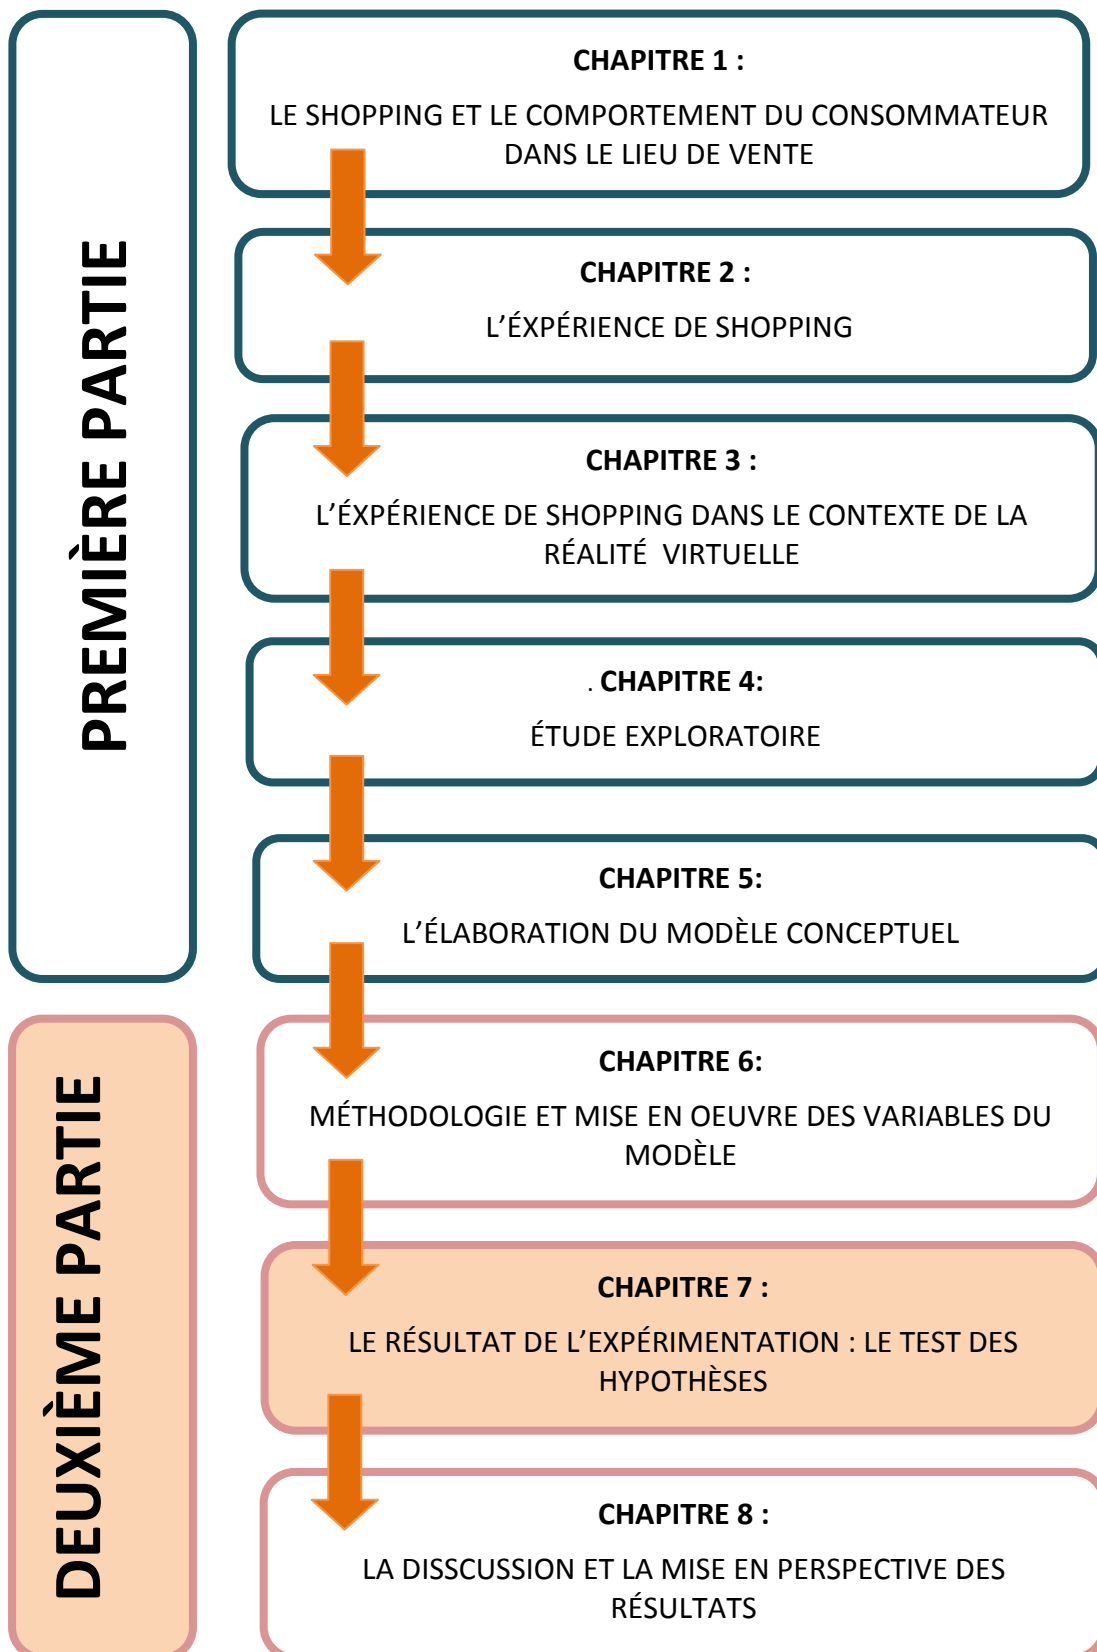 PREMIÈRE PARTIE
CHAPITRE 1 :
LE SHOPPING ET LE COMPORTEMENT DU CONSOMMATEUR
DANS LE LIEU DE VENTE
CHAPITRE 2 :
L’ÉXPÉRIENCE DE SHOPPING
CHAPITRE 3 :
L’ÉXPÉRIENCE DE SHOPPING DANS LE CONTEXTE DE LA
RÉALITÉ  VIRTUELLE
. CHAPITRE 4:
ÉTUDE EXPLORATOIRE
CHAPITRE 5:
L’ÉLABORATION DU MODÈLE CONCEPTUEL
DEUXIÈME PARTIE
CHAPITRE 6:
MÉTHODOLOGIE ET MISE EN OEUVRE DES VARIABLES DU
MODÈLE
CHAPITRE 7 :
LE RÉSULTAT DE L’EXPÉRIMENTATION : LE TEST DES
HYPOTHÈSES
CHAPITRE 8 :
LA DISSCUSSION ET LA MISE EN PERSPECTIVE DES
RÉSULTATS